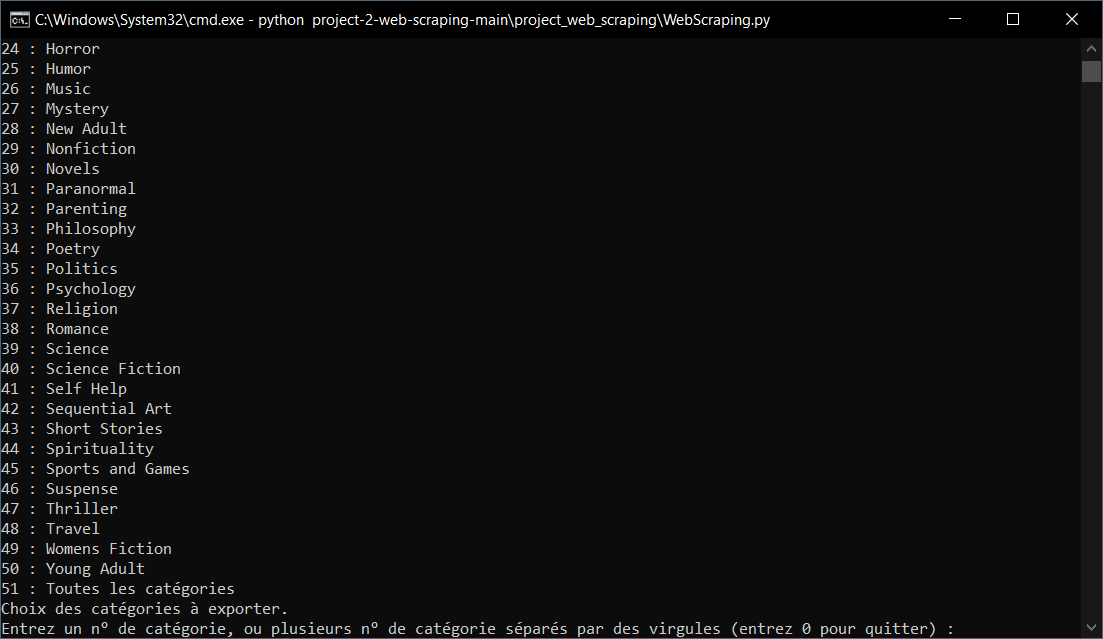 C:\Windows\System32\cmd.exe - python  project-2-web-scraping-main\project_web_scraping\WebScraping.py
24 : Horror
25 : Humor
26 : Music
27 : Mystery
28 : New Adult
29 : Nonfiction
30 : Novels
31 : Paranormal
32 : Parenting
33 : Philosophy
34 : Poetry
35 : Politics
36 : Psychology
37 : Religion
38 : Romance
39 : Science
40 : Science Fiction
41 : Self Help
42 : Sequential Art
43 : Short Stories
44 : Spirituality
45 : Sports and Games
46 : Suspense
47 : Thriller
48 : Travel
49 : Womens Fiction
50 : Young Adult
51 : Toutes les catégories
Choix des catégories à exporter.
Entrez un n° de catégorie, ou plusieurs n° de catégorie séparés par des virgules (entrez 0 pour quitter) :